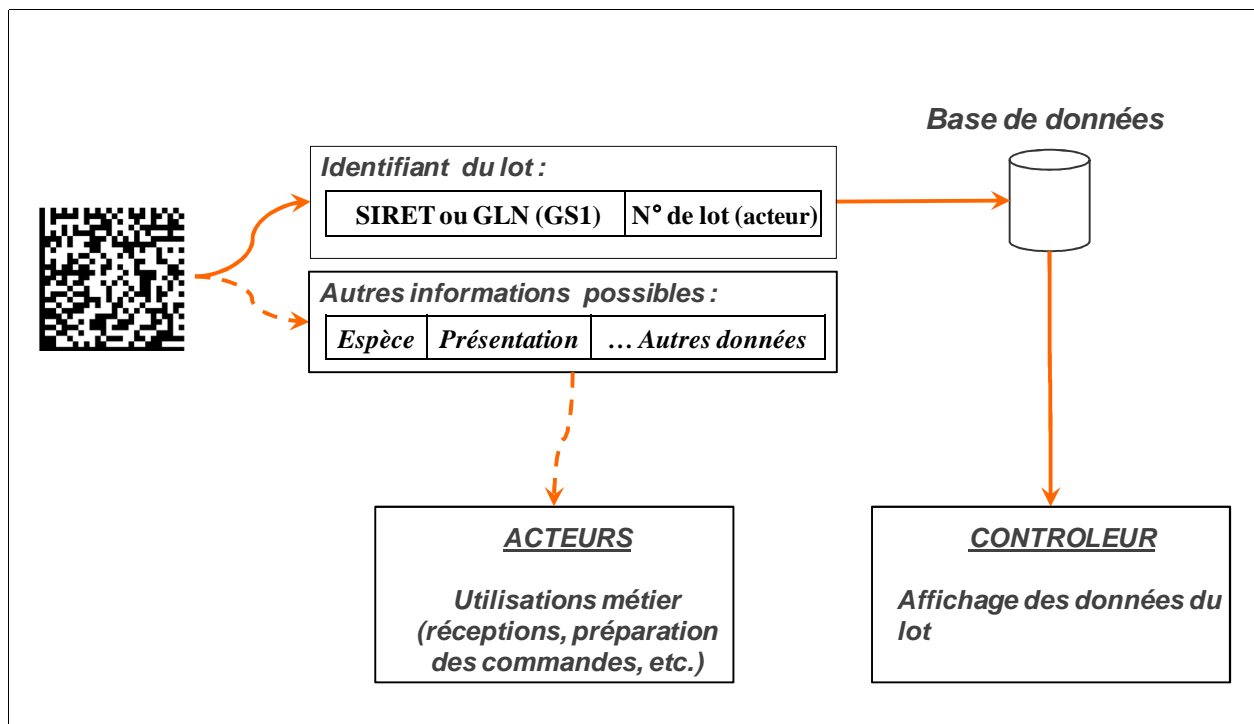 Base de données
Identifiant du lot :
SIRET ou GLN (GS1) N° de lot (acteur)
Autres informations possibles :
Espèce Présentation … Autres données
ACTEURS
Utilisations métier
(réceptions, préparation
des commandes, etc.)
CONTROLEUR
Affichage des données du
lot